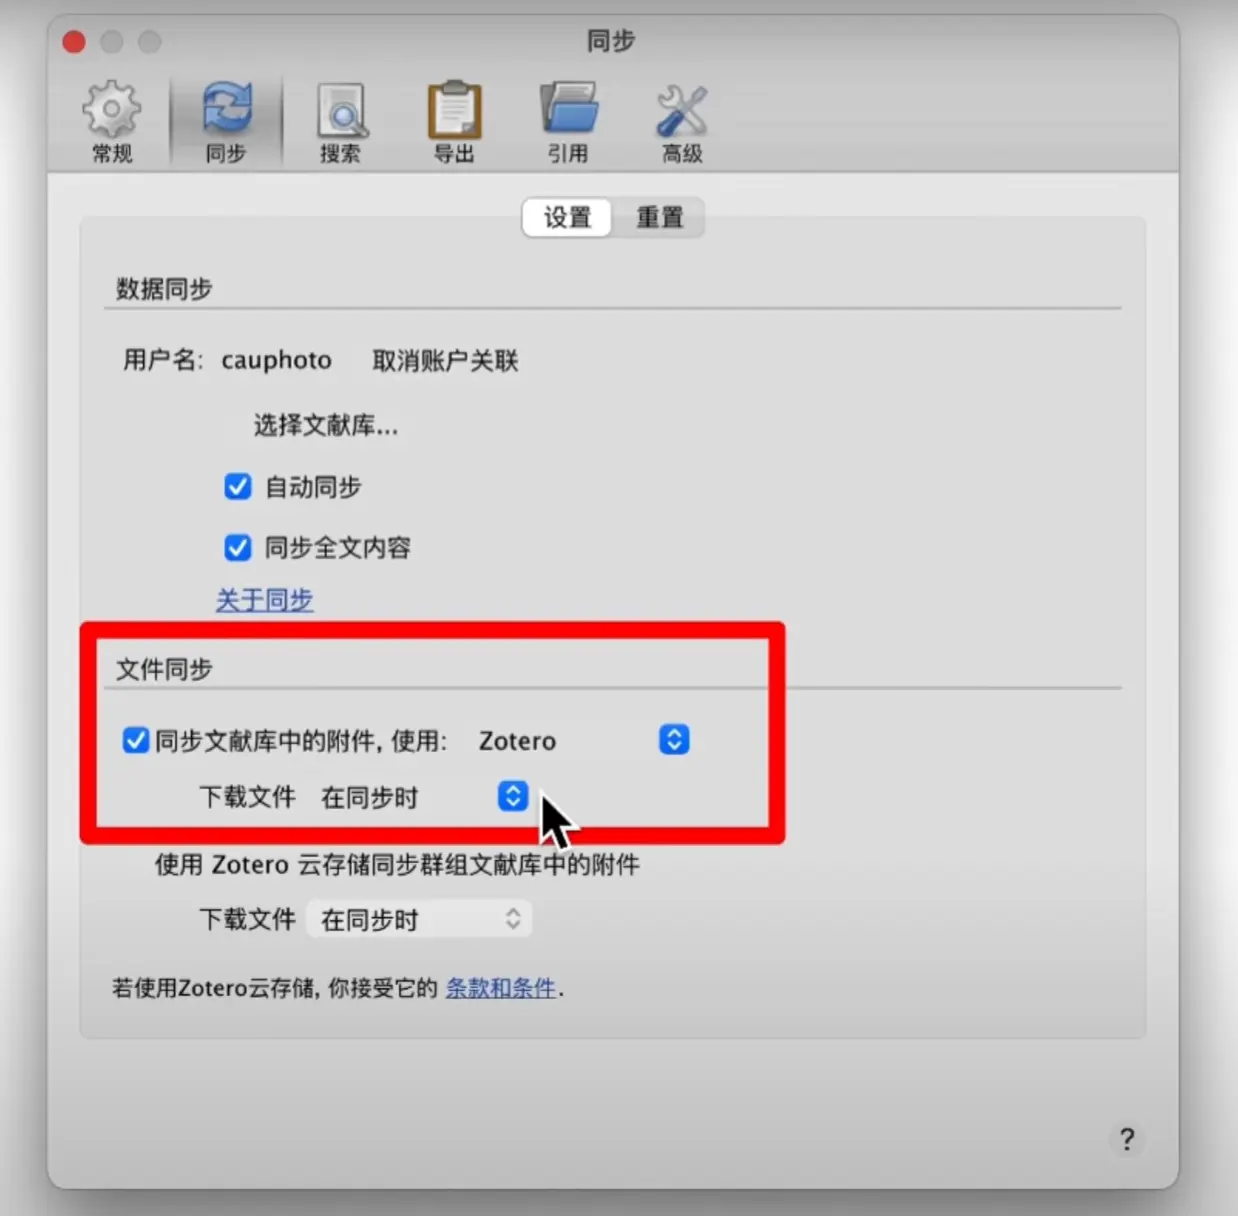 同步
常规 同步 搜索 导出 引用 高级
设置 重置
数据同步
用户名: cauphoto 取消账户关联
选择文献库...
自动同步
同步全文内容
关于同步
文件同步
同步文献库中的附件, 使用: Zotero
下载文件 在同步时
使用 Zotero 云存储同步群组文献库中的附件
下载文件 在同步时
若使用Zotero云存储, 你接受它的 条款和条件.
?